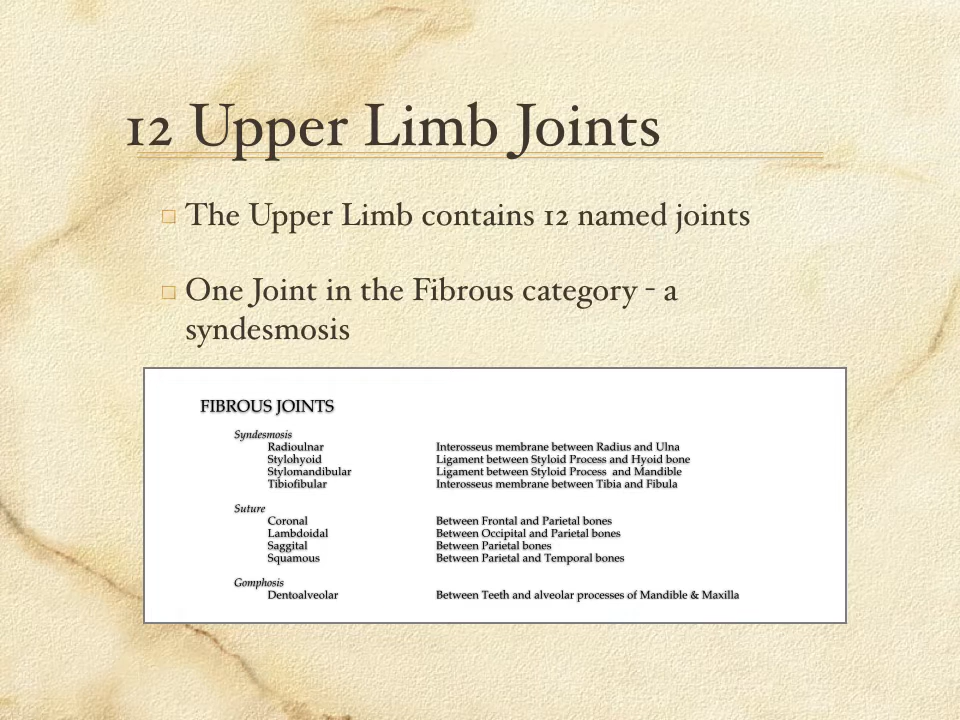 12 Upper Limb Joints
The Upper Limb contains 12 named joints
One Joint in the Fibrous category - a
syndesmosis
FIBROUS JOINTS
Syndesmosis
Radioulnar Interosseus membrane between Radius and Ulna
Stylohyoid Ligament between Styloid Process and Hyoid bone
Stylomandibular Ligament between Styloid Process and Mandible
Tibiofibular Interosseus membrane between Tibia and Fibula
Suture
Coronal Between Frontal and Parietal bones
Lambdoidal Between Occipital and Parietal bones
Saggital Between Parietal bones
Squamous Between Parietal and Temporal bones
Gomphosis
Dentoalveolar Between Teeth and alveolar processes of Mandible & Maxilla